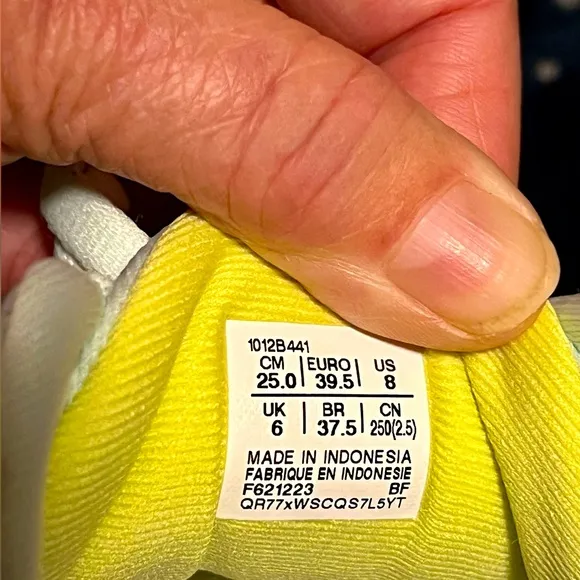 1012B441
CM | EURO | US
25.0 | 39.5 | 8
UK | BR | CN
6 | 37.5 | 250(2.5)
MADE IN INDONESIA
FABRIQUE EN INDONESIE
F621223 BF
QR77xWSCQS7L5YT